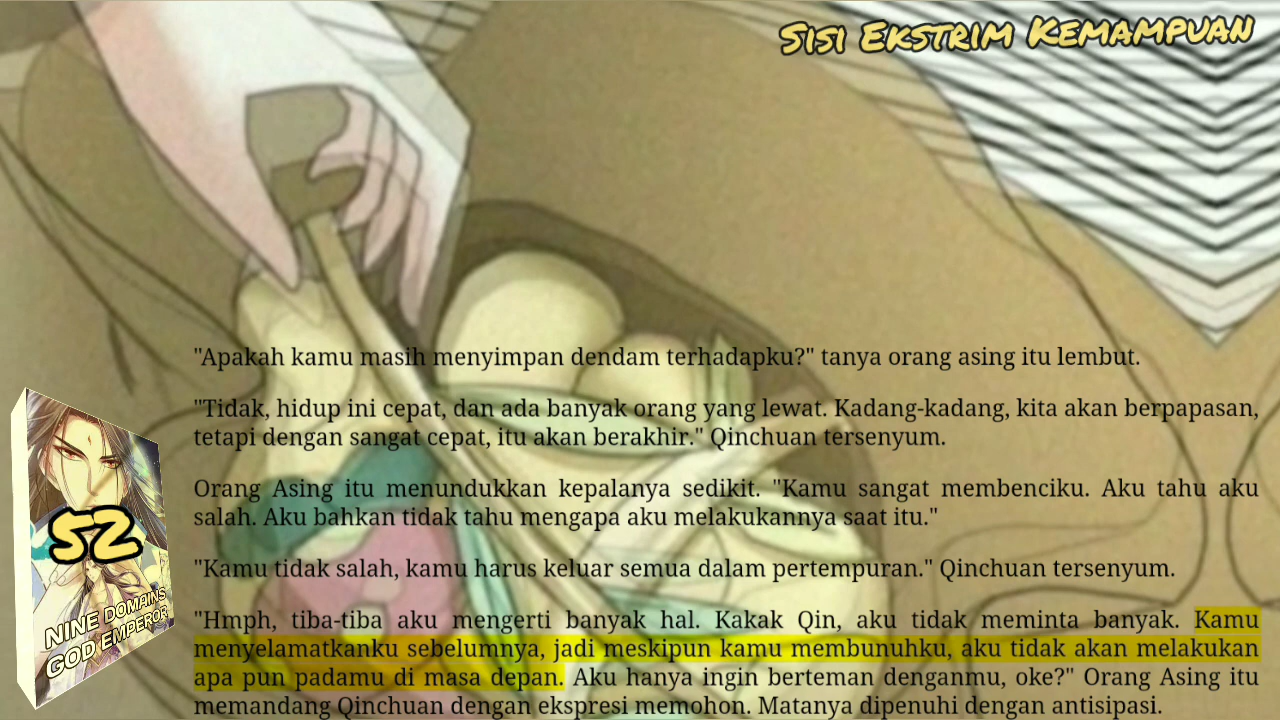 Sisi Ekstrim Kemampuan
"Apakah kamu masih menyimpan dendam terhadapku?" tanya orang asing itu lembut.
"Tidak, hidup ini cepat, dan ada banyak orang yang lewat. Kadang-kadang, kita akan berpapasan,
tetapi dengan sangat cepat, itu akan berakhir." Qinchuan tersenyum.
Orang Asing itu menundukkan kepalanya sedikit. "Kamu sangat membenciku. Aku tahu aku
salah. Aku bahkan tidak tahu mengapa aku melakukannya saat itu."
"Kamu tidak salah, kamu harus keluar semua dalam pertempuran." Qinchuan tersenyum.
"Hmph, tiba-tiba aku mengerti banyak hal. Kakak Qin, aku tidak meminta banyak. Kamu
menyelamatkanku sebelumnya, jadi meskipun kamu membunuhku, aku tidak akan melakukan
apa pun padamu di masa depan. Aku hanya ingin berteman denganmu, oke?" Orang Asing itu
memandang Qinchuan dengan ekspresi memohon. Matanya dipenuhi dengan antisipasi.
52
NINE DOMAINS
GOD EMPEROR